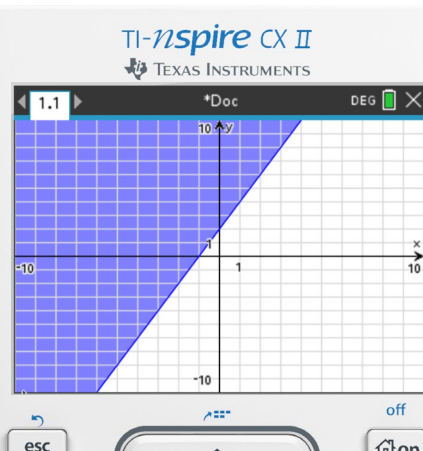 TI-nspire CX II
TEXAS INSTRUMENTS
1.1 *Doc DEG
10 y
1 x
-10 1 10
-10
off
esc on